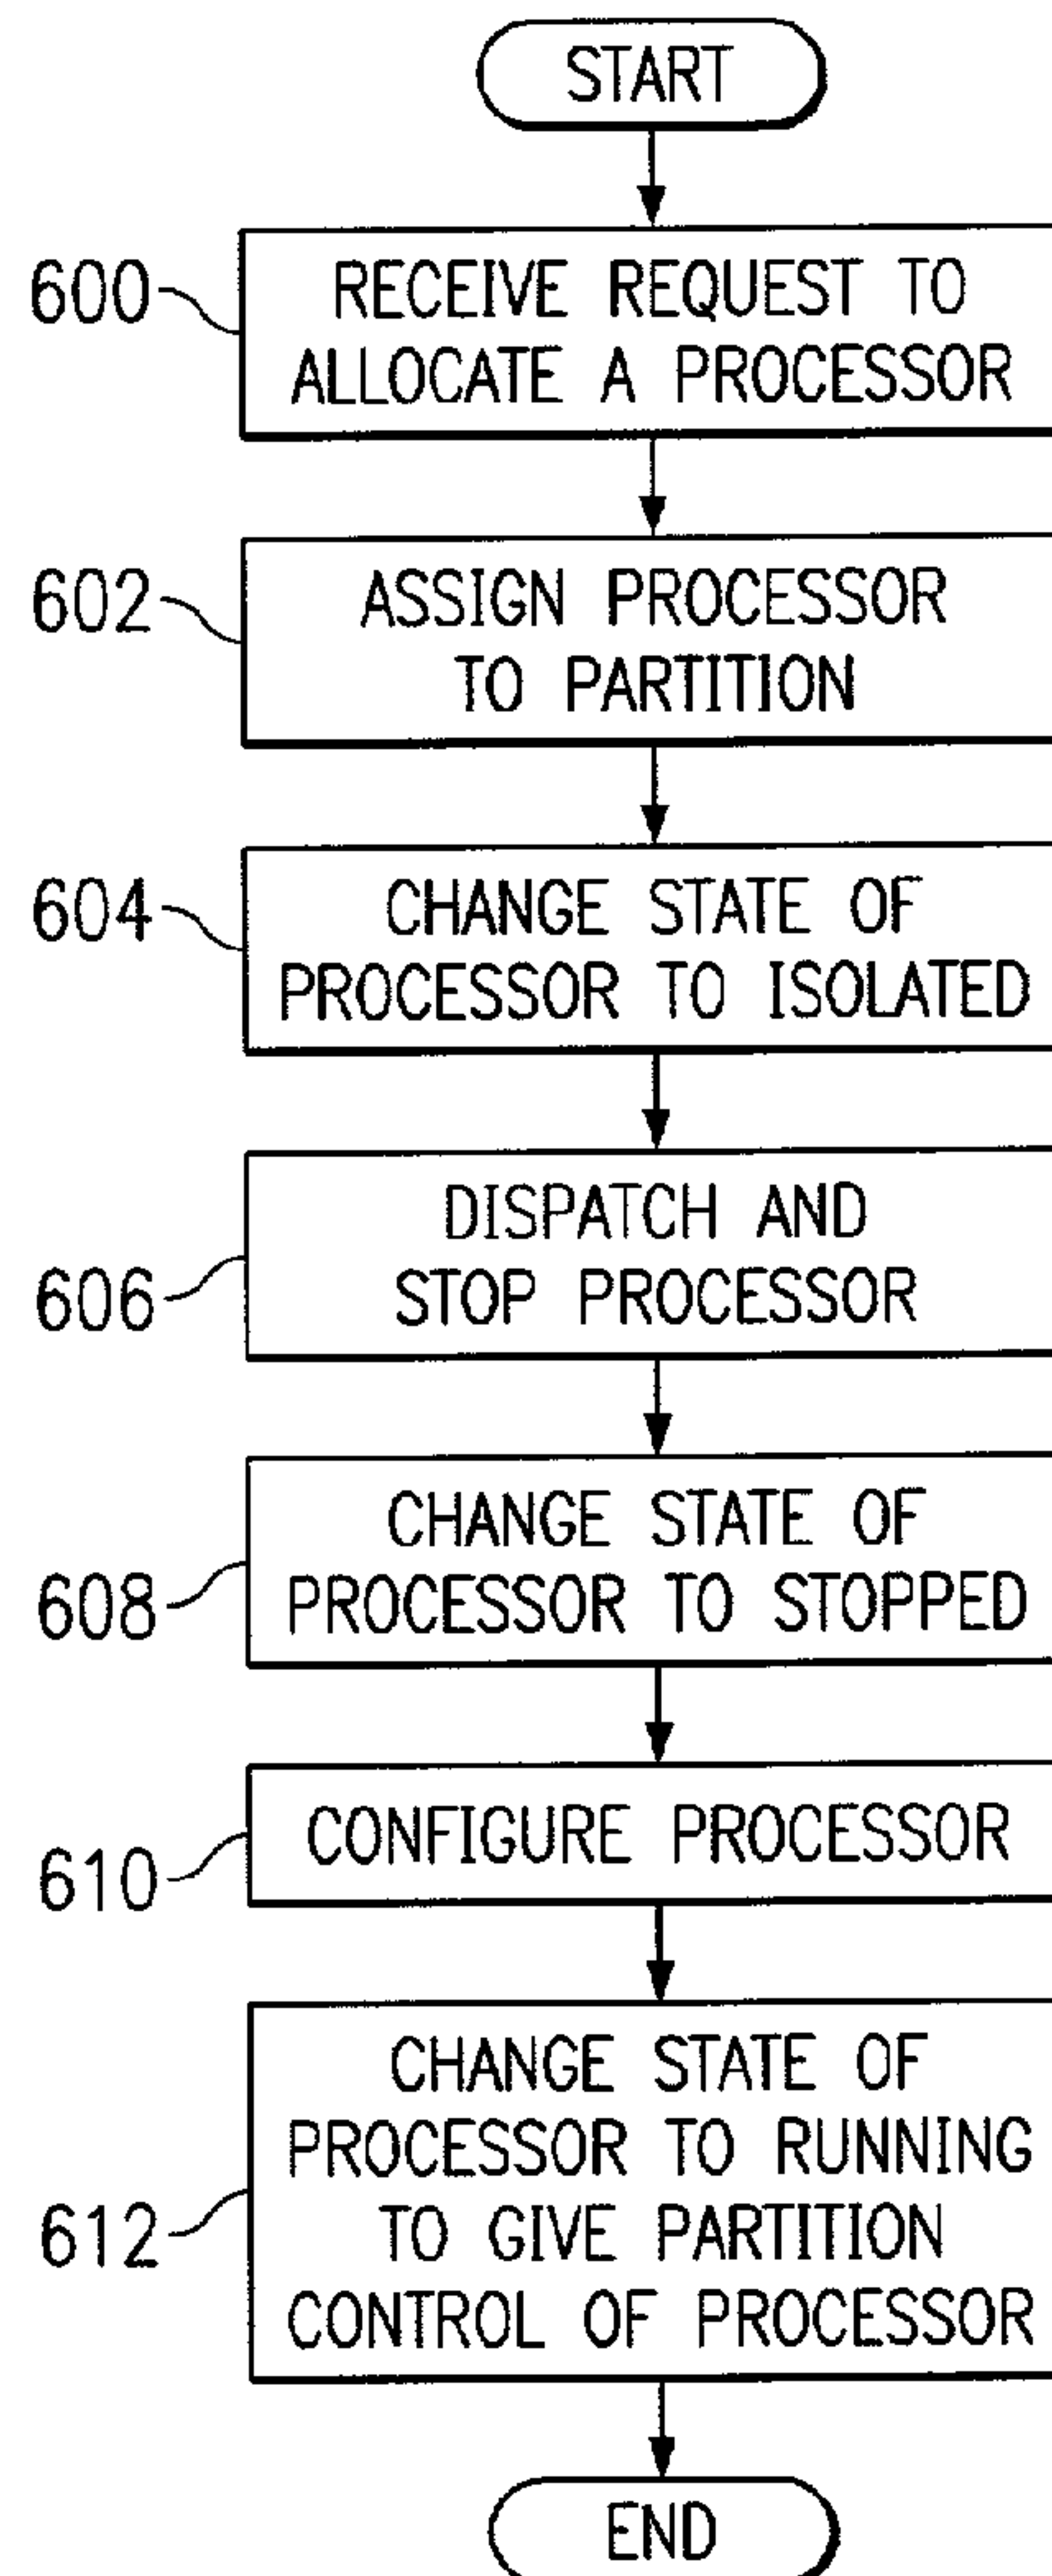 START
600
RECEIVE REQUEST TO
ALLOCATE A PROCESSOR
602
ASSIGN PROCESSOR
TO PARTITION
604
CHANGE STATE OF
PROCESSOR TO ISOLATED
606
DISPATCH AND
STOP PROCESSOR
608
CHANGE STATE OF
PROCESSOR TO STOPPED
610
CONFIGURE PROCESSOR
612
CHANGE STATE OF
PROCESSOR TO RUNNING
TO GIVE PARTITION
CONTROL OF PROCESSOR
END